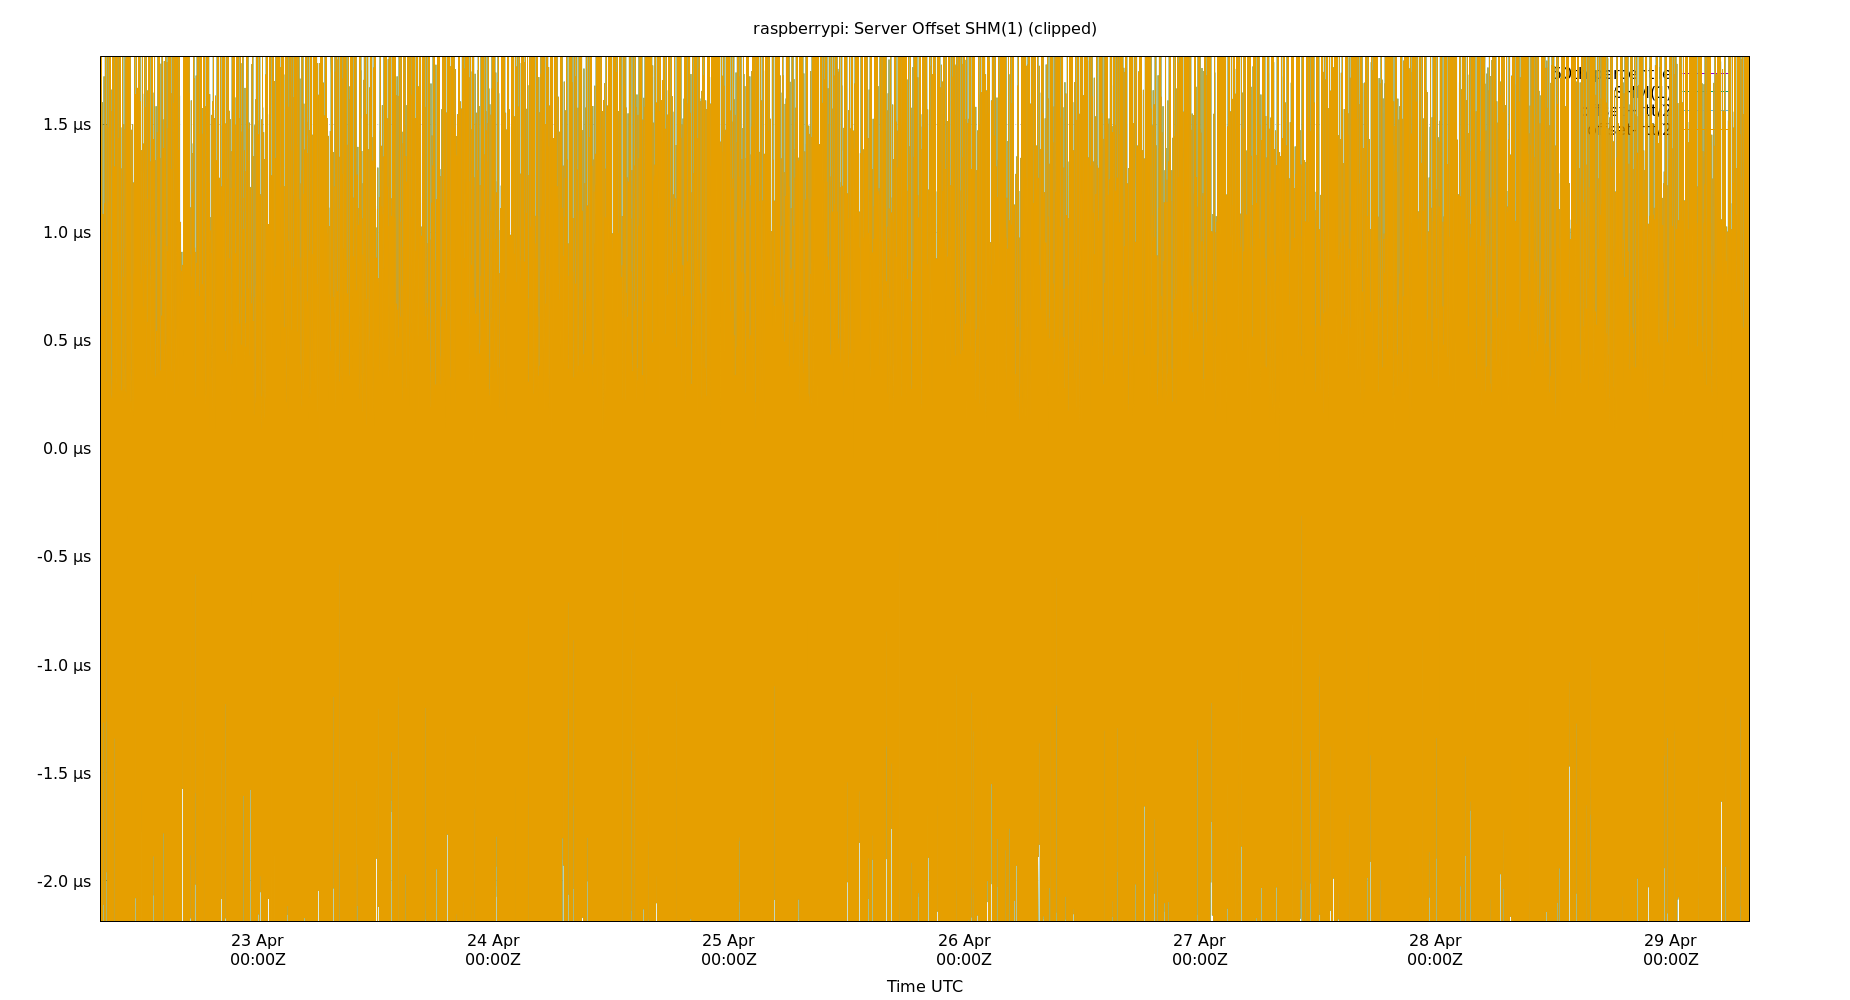 raspberrypi: Server Offset SHM(1) (clipped)
1.5 µs
1.0 µs
0.5 µs
0.0 µs
-0.5 µs
-1.0 µs
-1.5 µs
-2.0 µs
23 Apr 24 Apr 25 Apr 26 Apr 27 Apr 28 Apr 29 Apr
00:00Z 00:00Z 00:00Z 00:00Z 00:00Z 00:00Z 00:00Z
Time UTC